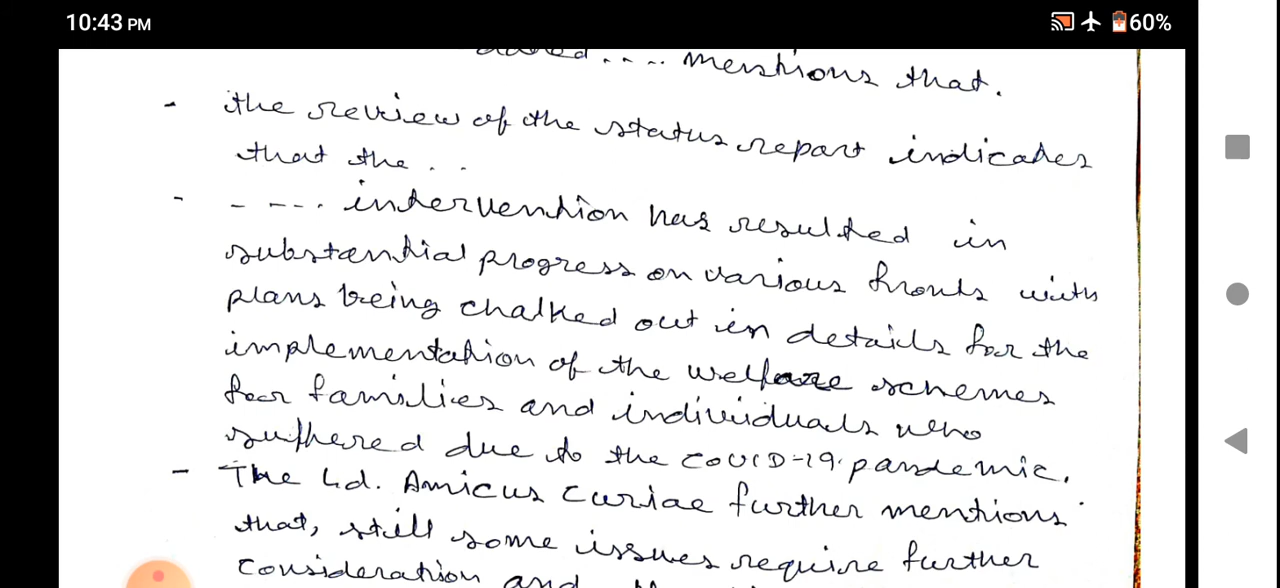 10:43 PM
60%
.... mentions that.
- the review of the status report indicates
that the ..
- - --.. intervention has resulted in
substantial progress on various fronts with
plans being chalked out in details for the
implementation of the welfare schemes
for families and individuals who
suffered due to the COVID-19 pandemic.
- The Ld. Amicus Curiae further mentions
that, still some issues require further
consideration and